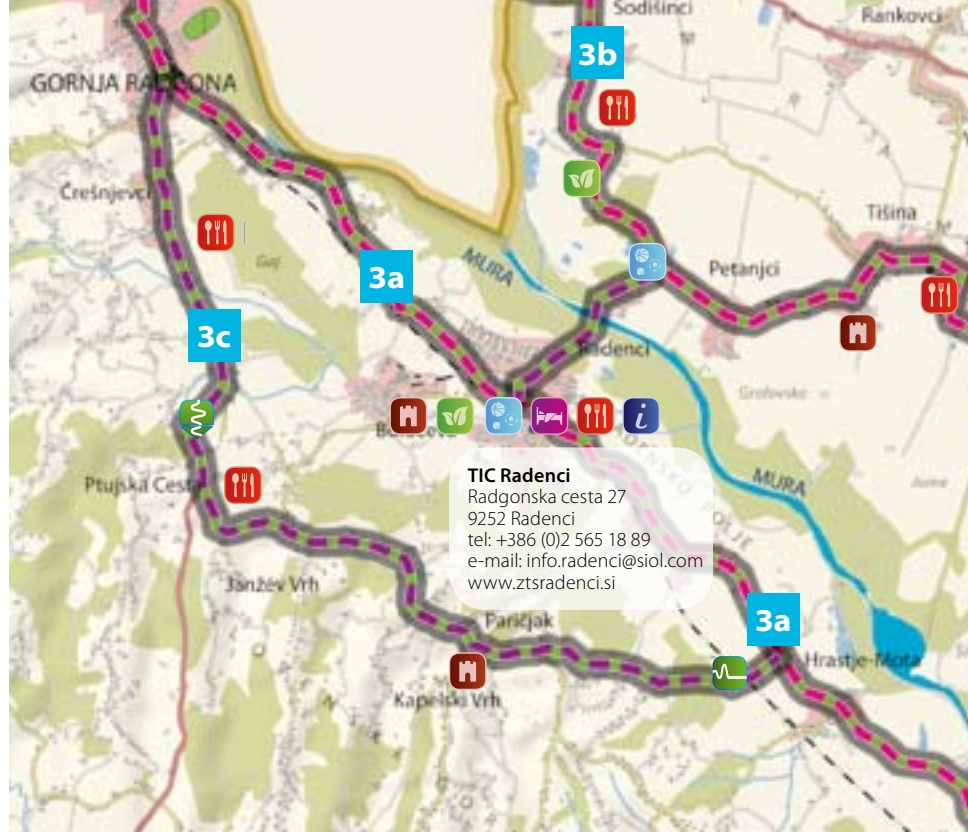 Sodišinci
Rankovci
3b
GORNJA RADGONA
Črešnjevci
Tišina
Gaj
MURA
Petanjci
3a
3c
Radenci
Grofovsko
i
Ptujska Cesta
MURA
TIC Radenci
Radgonska cesta 27
9252 Radenci
tel: +386 (0)2 565 18 89
e-mail: info.radenci@siol.com
www.ztsradenci.si
Janžev Vrh
Paričjak
3a
Hrastje-Mota
Kapelski Vrh